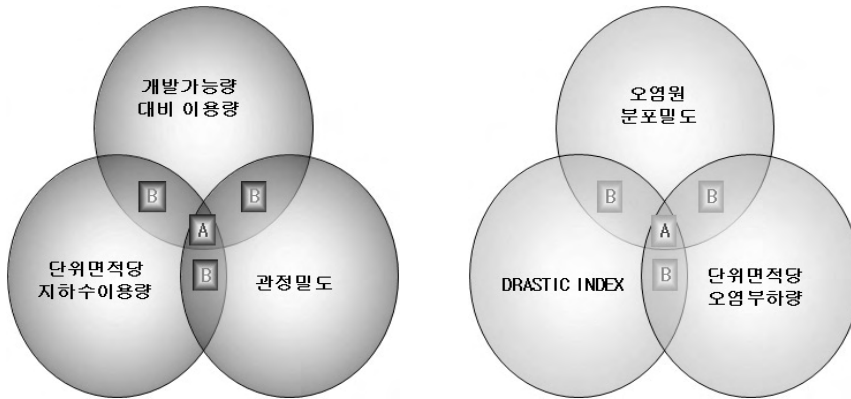 개발가능량
대비 이용량
B
B
A
단위면적당
지하수이용량
B
관정밀도
오염원
분포밀도
B
B
A
DRASTIC INDEX
B
단위면적당
오염부하량